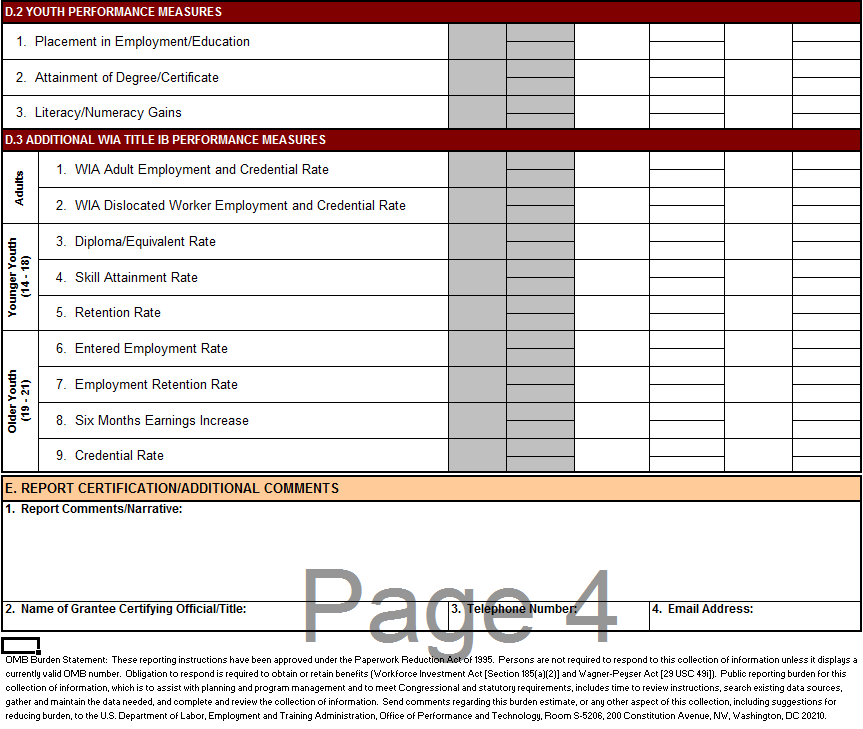 D.2 YOUTH PERFORMANCE MEASURES
1. Placement in Employment/Education
2. Attainment of Degree/Certificate
3. Literacy/Numeracy Gains
D.3 ADDITIONAL WIA TITLE IB PERFORMANCE MEASURES
Adults
1. WIA Adult Employment and Credential Rate
2. WIA Dislocated Worker Employment and Credential Rate
Younger Youth
(14 - 18)
3. Diploma/Equivalent Rate
4. Skill Attainment Rate
5. Retention Rate
Older Youth
(19 - 21)
6. Entered Employment Rate
7. Employment Retention Rate
8. Six Months Earnings Increase
9. Credential Rate
E. REPORT CERTIFICATION/ADDITIONAL COMMENTS
1. Report Comments/Narrative:
Page 4
2. Name of Grantee Certifying Official/Title: 3. Telephone Number: 4. Email Address:
OMB Burden Statement: These reporting instructions have been approved under the Paperwork Reduction Act of 1995. Persons are not required to respond to this collection of information unless it displays a
currently valid OMB number. Obligation to respond is required to obtain or retain benefits (Workforce Investment Act [Section 185(a)(2)] and Wagner-Peyser Act [29 USC 49i]). Public reporting burden for this
collection of information, which is to assist with planning and program management and to meet Congressional and statutory requirements, includes time to review instructions, search existing data sources,
gather and maintain the data needed, and complete and review the collection of information. Send comments regarding this burden estimate, or any other aspect of this collection, including suggestions for
reducing burden, to the U.S. Department of Labor, Employment and Training Administration, Office of Performance and Technology, Room S-5206, 200 Constitution Avenue, NW, Washington, DC 20210.